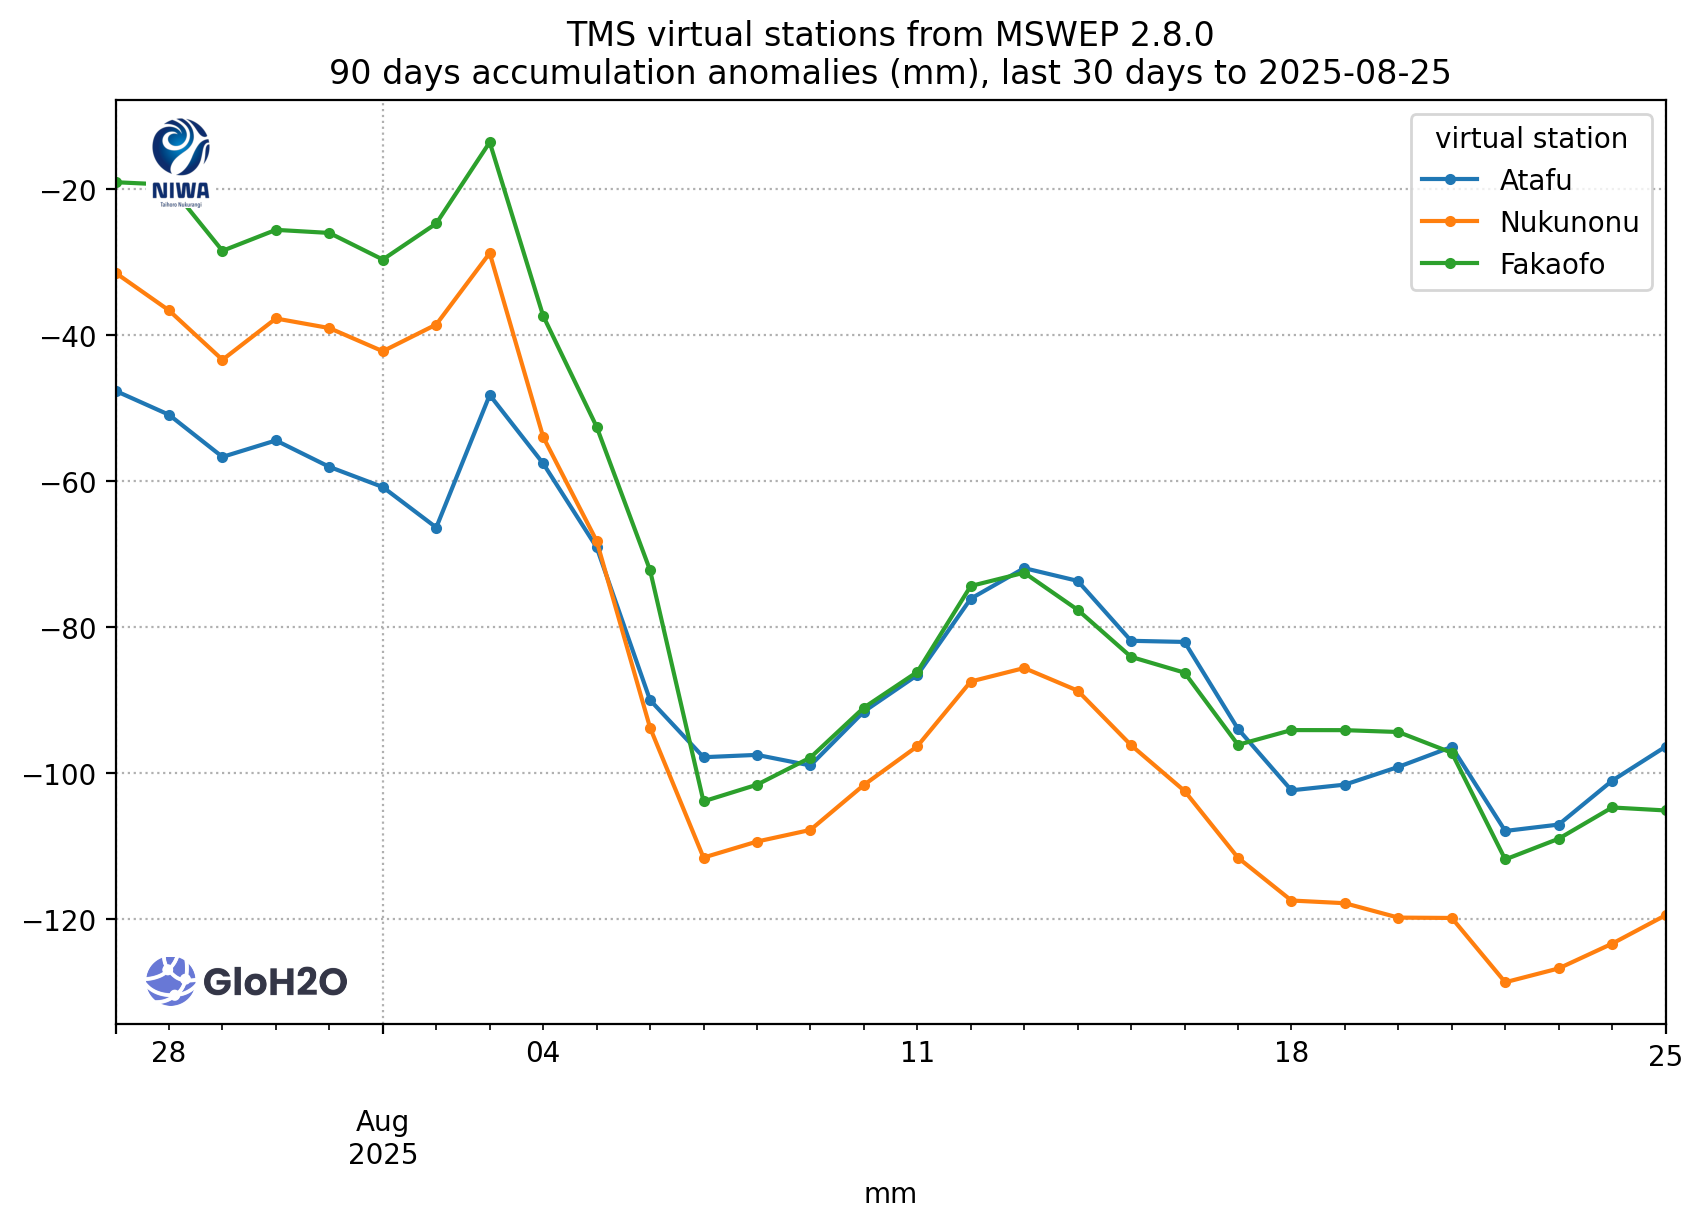 TMS virtual stations from MSWEP 2.8.0
90 days accumulation anomalies (mm), last 30 days to 2025-08-25
NIWA
Taihoro Nukurangi
virtual station
Atafu
Nukunonu
Fakaofo
−20
−40
−60
−80
−100
−120
GloH2O
28
04
11
18
25
Aug
2025
mm